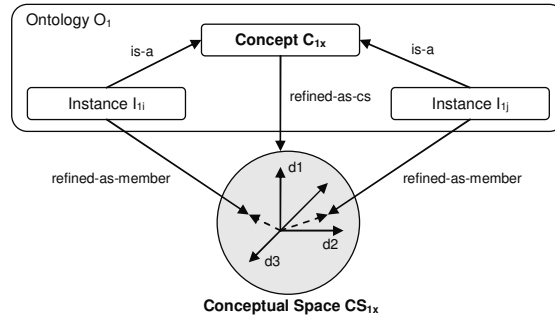 Ontology O₁
is-a
Concept C₁ₓ
is-a
Instance I₁ᵢ
refined-as-cs
Instance I₁ⱼ
refined-as-member
d1
refined-as-member
d2
d3
Conceptual Space CS₁ₓ